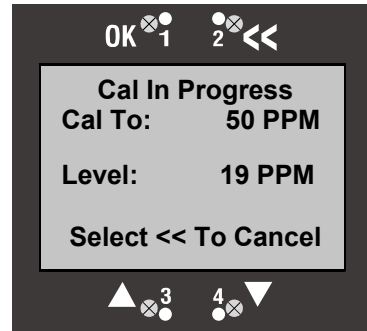 OK 1 2 <<
Cal In Progress
Cal To: 50 PPM
Level: 19 PPM
Select << To Cancel
3 4